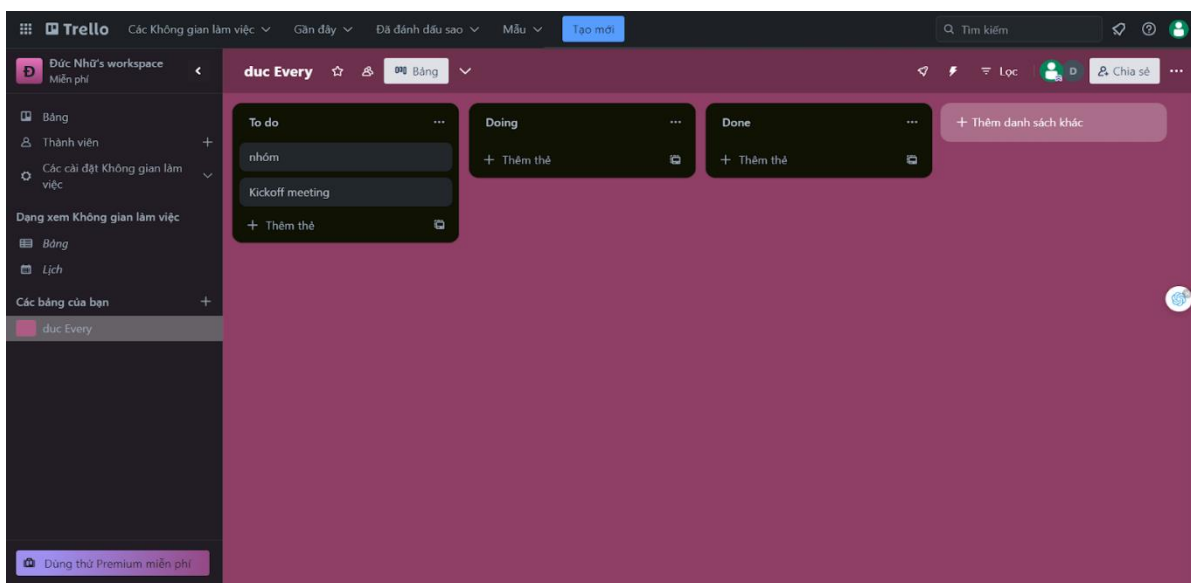 Trello Các Không gian làm việc Gần đây Đã đánh dấu sao Mẫu Tạo mới Tìm kiếm
Đ Đức Nhữ's workspace
Miễn phí
duc Every Bảng Lọc D Chia sẻ
Bảng
Thành viên
Các cài đặt Không gian làm
việc
Dạng xem Không gian làm việc
Bảng
Lịch
Các bảng của bạn
duc Every
Dùng thử Premium miễn phí
To do
nhóm
Kickoff meeting
+ Thêm thẻ
Doing
+ Thêm thẻ
Done
+ Thêm thẻ
+ Thêm danh sách khác